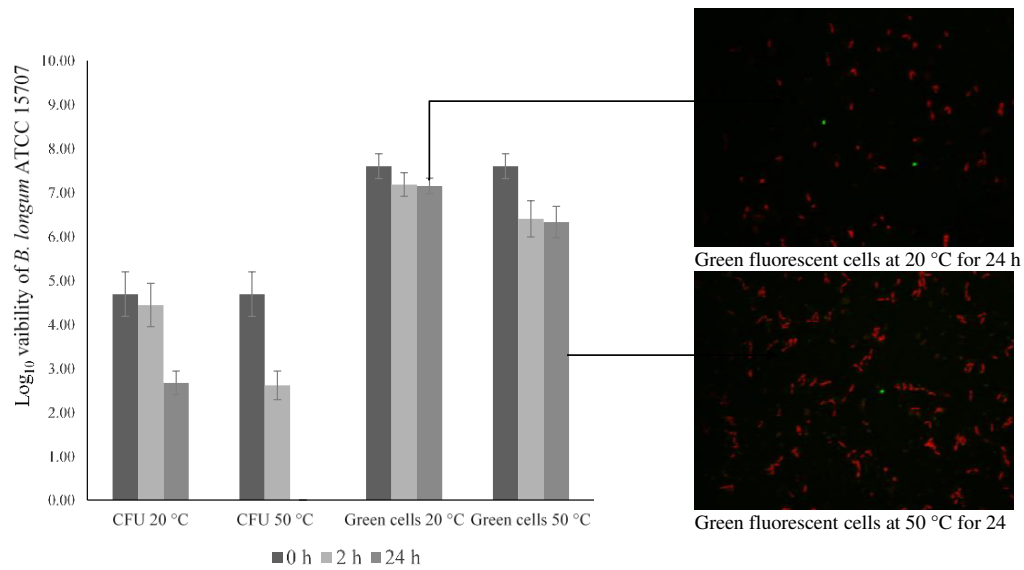 Log10 vaibility of B. longum ATCC 15707
10.00
9.00
8.00
7.00
6.00
5.00
4.00
3.00
2.00
1.00
0.00
CFU 20 °C
CFU 50 °C
Green cells 20 °C
Green cells 50 °C
0 h
2 h
24 h
Green fluorescent cells at 20 °C for 24 h
Green fluorescent cells at 50 °C for 24